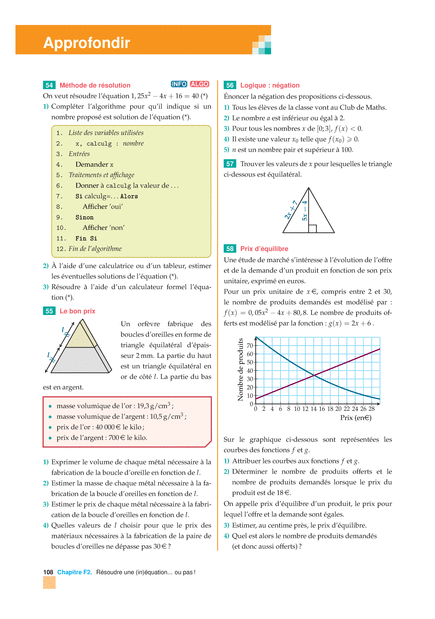 Approfondir
54 Méthode de résolution INFO ALGO
On veut résoudre l'équation 1,25x² − 4x + 16 = 40 (*)
1) Compléter l'algorithme pour qu'il indique si un
nombre proposé est solution de l'équation (*).
1. Liste des variables utilisées
2. x, calculg : nombre
3. Entrées
4. Demander x
5. Traitements et affichage
6. Donner à calculg la valeur de ...
7. Si calculg=... Alors
8. Afficher 'oui'
9. Sinon
10. Afficher 'non'
11. Fin Si
12. Fin de l'algorithme
2) À l'aide d'une calculatrice ou d'un tableur, estimer
les éventuelles solutions de l'équation (*).
3) Résoudre à l'aide d'un calculateur formel l'équa-
tion (*).
55 Le bon prix
l
l
Un orfèvre fabrique des
boucles d'oreilles en forme de
triangle équilatéral d'épais-
seur 2 mm. La partie du haut
est un triangle équilatéral en
or de côté l. La partie du bas
est en argent.
• masse volumique de l'or : 19,3 g/cm³ ;
• masse volumique de l'argent : 10,5 g/cm³ ;
• prix de l'or : 40 000 € le kilo ;
• prix de l'argent : 700 € le kilo.
1) Exprimer le volume de chaque métal nécessaire à la
fabrication de la boucle d'oreille en fonction de l.
2) Estimer la masse de chaque métal nécessaire à la fa-
brication de la boucle d'oreilles en fonction de l.
3) Estimer le prix de chaque métal nécessaire à la fabri-
cation de la boucle d'oreilles en fonction de l.
4) Quelles valeurs de l choisir pour que le prix des
matériaux nécessaires à la fabrication de la paire de
boucles d'oreilles ne dépasse pas 30 € ?
56 Logique : négation
Énoncer la négation des propositions ci-dessous.
1) Tous les élèves de la classe vont au Club de Maths.
2) Le nombre a est inférieur ou égal à 2.
3) Pour tous les nombres x de [0;3], f(x) < 0.
4) Il existe une valeur x₀ telle que f(x₀) ⩾ 0.
5) n est un nombre pair et supérieur à 100.
57 Trouver les valeurs de x pour lesquelles le triangle
ci-dessous est équilatéral.
2x + 7
5x − 4
58 Prix d'équilibre
Une étude de marché s'intéresse à l'évolution de l'offre
et de la demande d'un produit en fonction de son prix
unitaire, exprimé en euros.
Pour un prix unitaire de x €, compris entre 2 et 30,
le nombre de produits demandés est modélisé par :
f(x) = 0,05x² − 4x + 80,8. Le nombre de produits of-
ferts est modélisé par la fonction : g(x) = 2x + 6 .
Nombre de produits
70
60
50
40
30
20
10
0
0 2 4 6 8 10 12 14 16 18 20 22 24 26 28
Prix (en€)
Sur le graphique ci-dessous sont représentées les
courbes des fonctions f et g.
1) Attribuer les courbes aux fonctions f et g.
2) Déterminer le nombre de produits offerts et le
nombre de produits demandés lorsque le prix du
produit est de 18 €.
On appelle prix d'équilibre d'un produit, le prix pour
lequel l'offre et la demande sont égales.
3) Estimer, au centime près, le prix d'équilibre.
4) Quel est alors le nombre de produits demandés
(et donc aussi offerts) ?
108 Chapitre F2. Résoudre une (in)équation... ou pas !